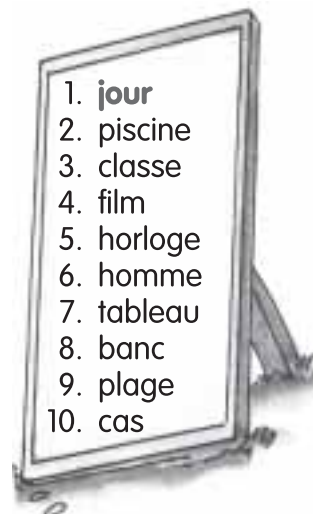 1. jour
2. piscine
3. classe
4. film
5. horloge
6. homme
7. tableau
8. banc
9. plage
10. cas